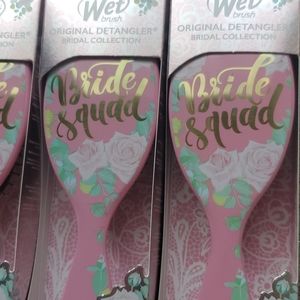 Wet
brush
ORIGINAL DETANGLER
BRIDAL COLLECTION
Bride
squad
Wet
brush
ORIGINAL DETANGLER
BRIDAL COLLECTION
Bride
squad